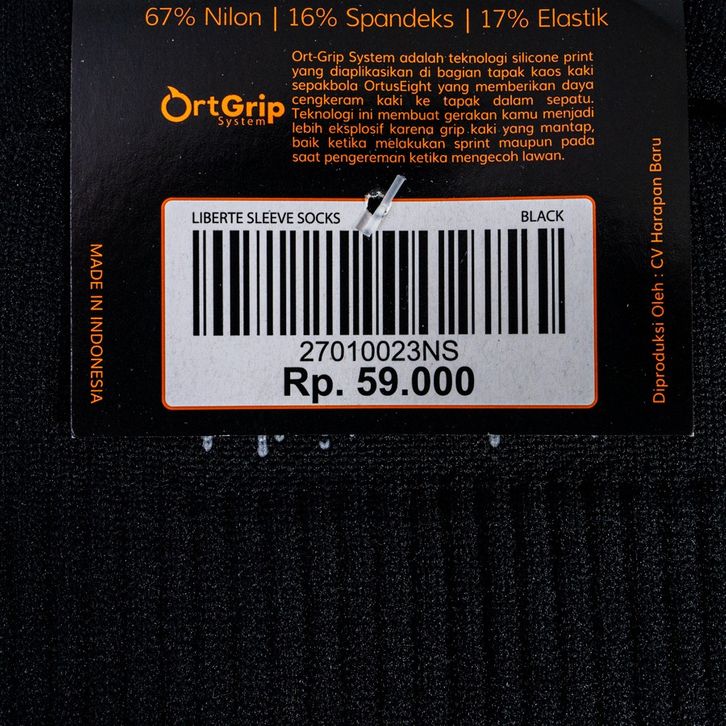 67% Nilon | 16% Spandeks | 17% Elastik
OrtGrip
System
Ort-Grip System adalah teknologi silicone print
yang diaplikasikan di bagian tapak kaos kaki
sepakbola OrtusEight yang memberikan daya
cengkeram kaki ke tapak dalam sepatu.
Teknologi ini membuat gerakan kamu menjadi
lebih eksplosif karena grip kaki yang mantap,
baik ketika melakukan sprint maupun pada
saat pengereman ketika mengecoh lawan.
LIBERTE SLEEVE SOCKS BLACK
27010023NS
Rp. 59.000
MADE IN INDONESIA
Diproduksi Oleh : CV Harapan Baru